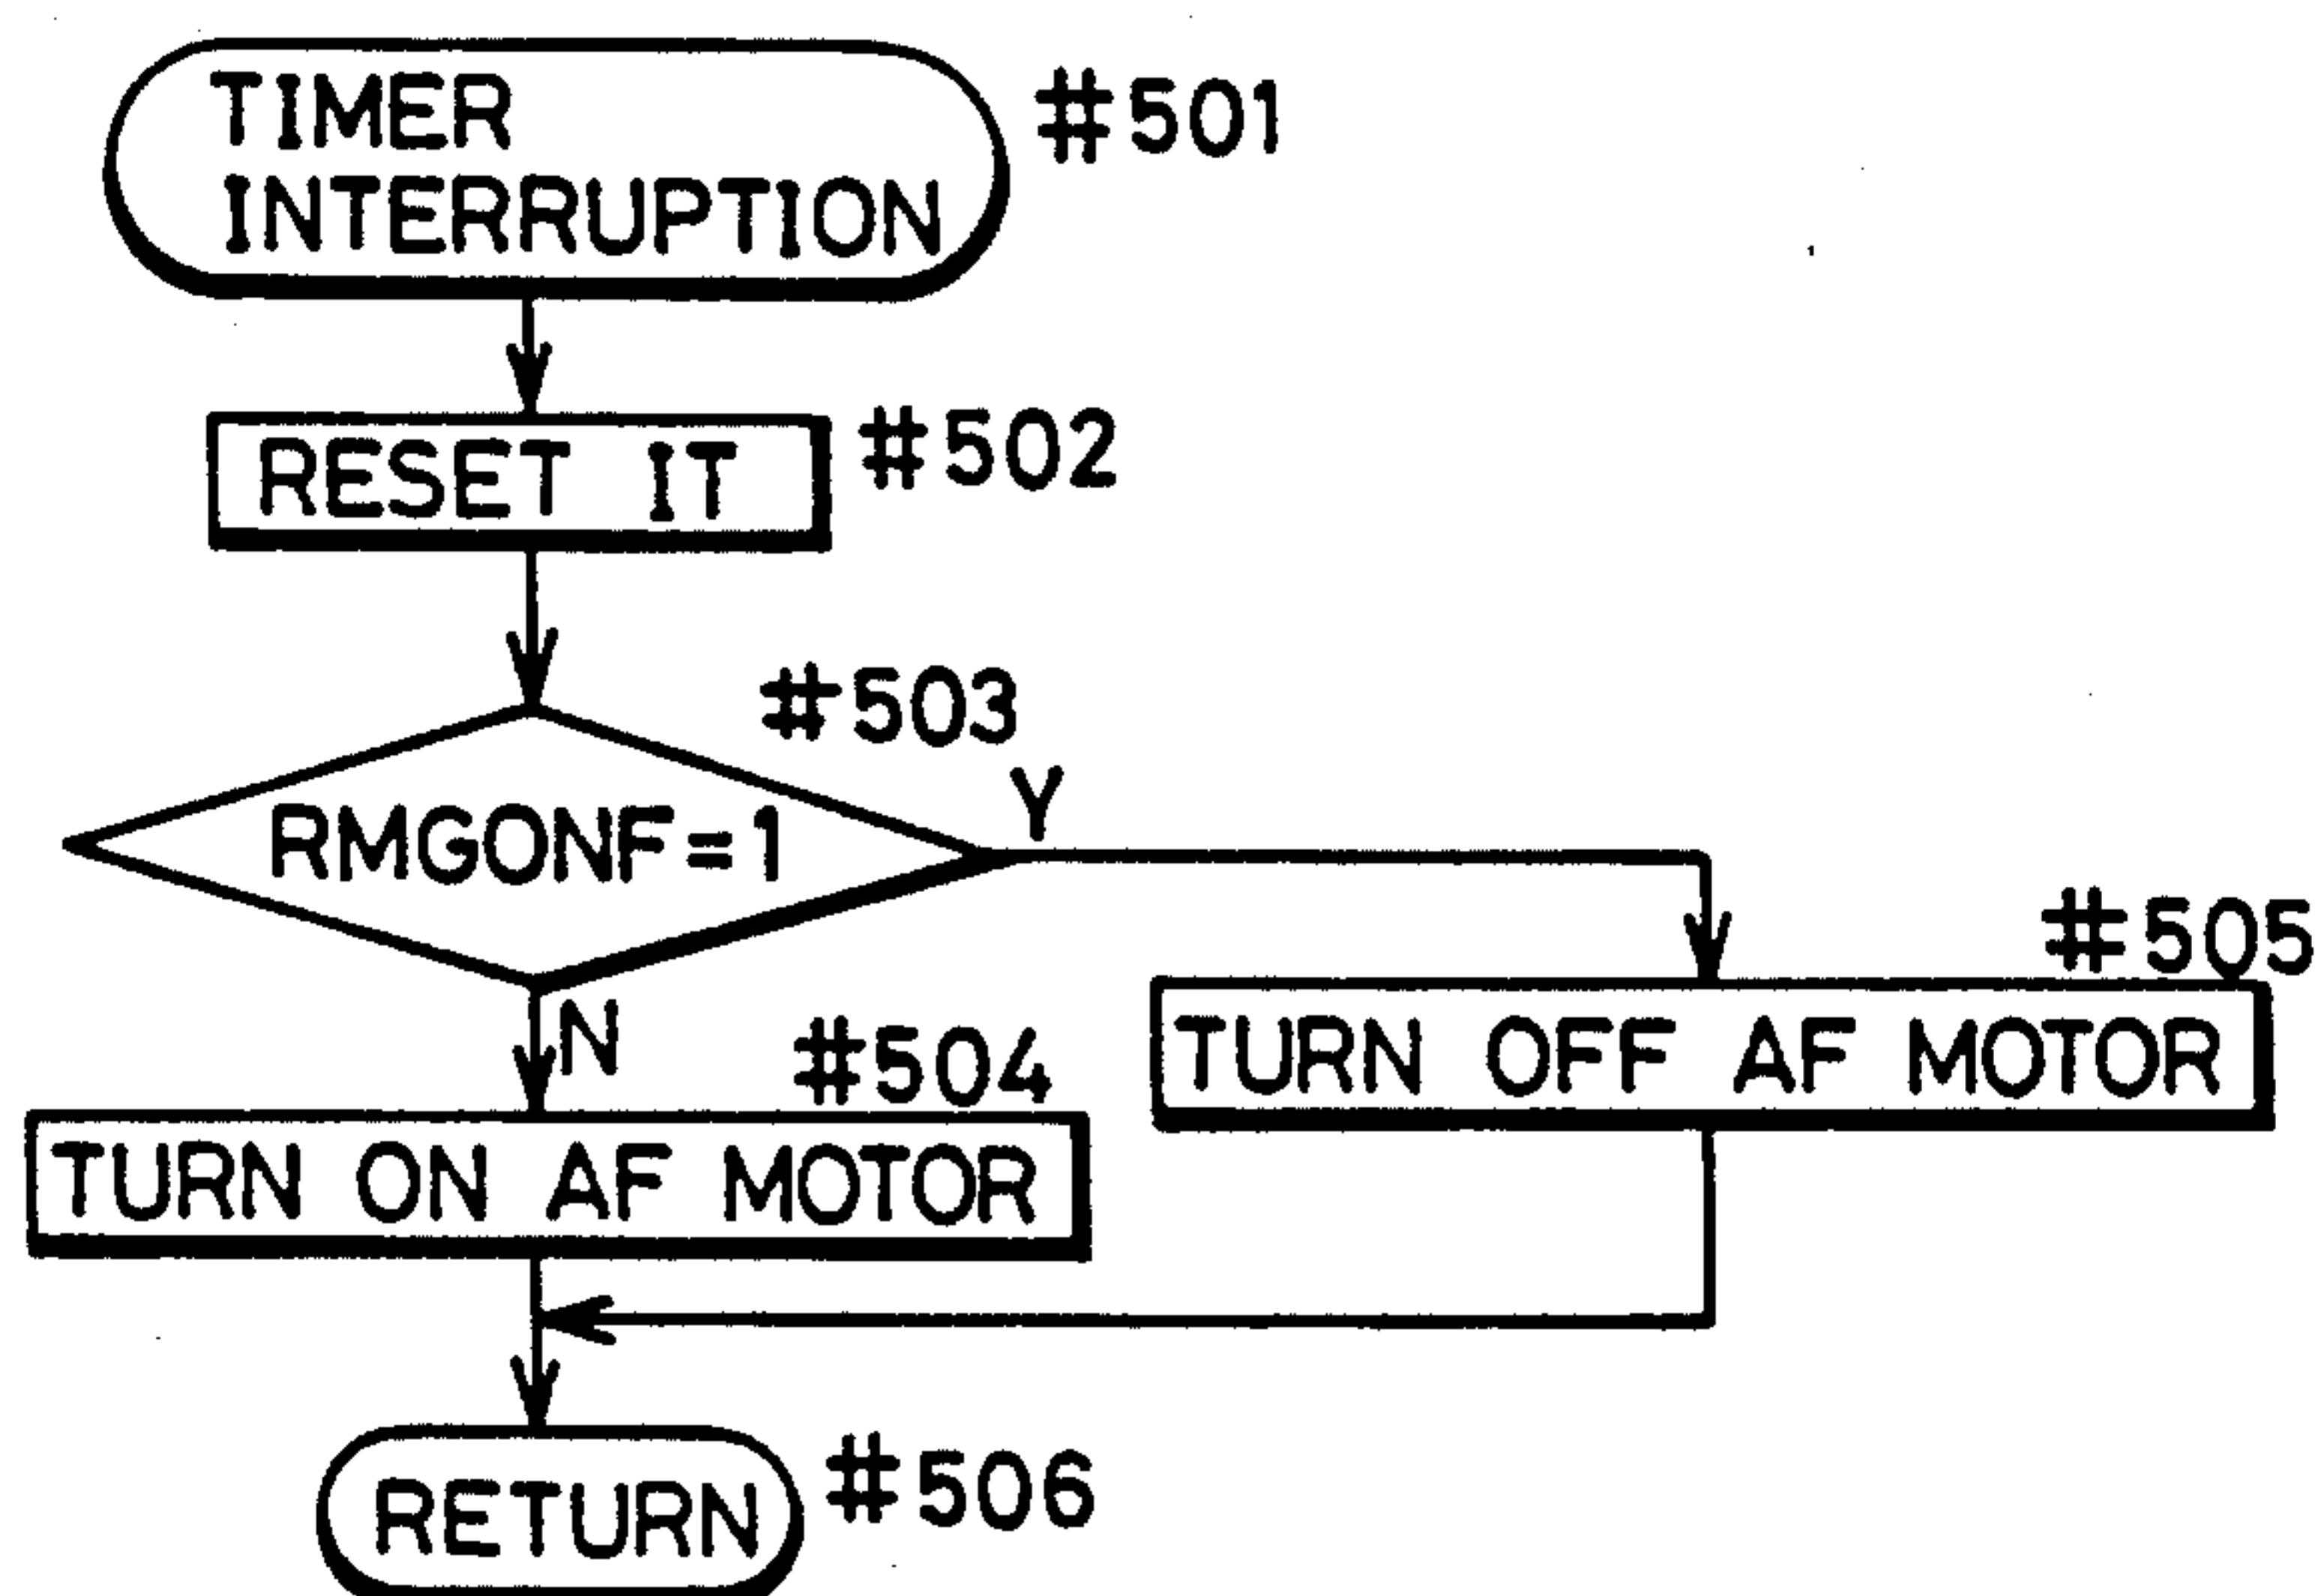 TIMER
INTERRUPTION
#501
RESET IT
#502
#503
RMGONF=1
Y
N
#504
TURN ON AF MOTOR
#505
TURN OFF AF MOTOR
RETURN
#506